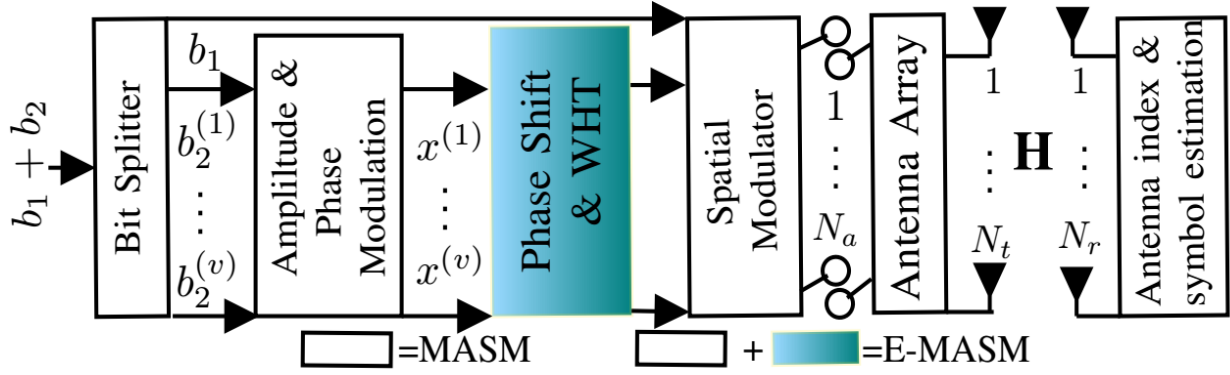 b_1 + b_2
Bit Splitter
b_1
b_2^{(1)}
⋮
b_2^{(v)}
Ampliltude &
Phase
Modulation
x^{(1)}
⋮
x^{(v)}
Phase Shift
& WHT
Spatial
Modulator
1
⋮
N_a
Antenna Array
1
⋮
N_t
H
1
⋮
N_r
Antenna index &
symbol estimation
=MASM
+ =E-MASM